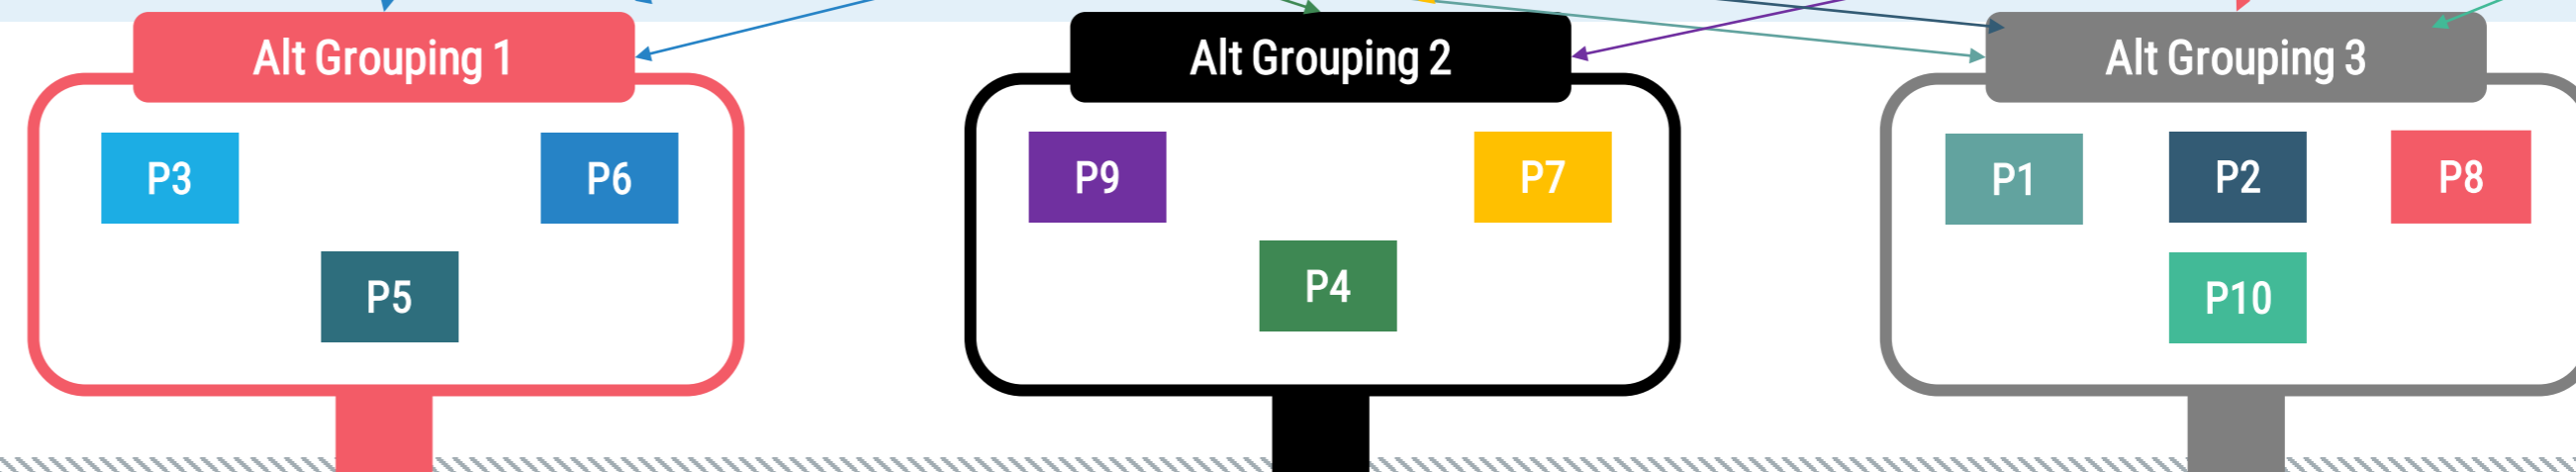 Alt Grouping 1
P3
P6
P5
Alt Grouping 2
P9
P7
P4
Alt Grouping 3
P1
P2
P8
P10